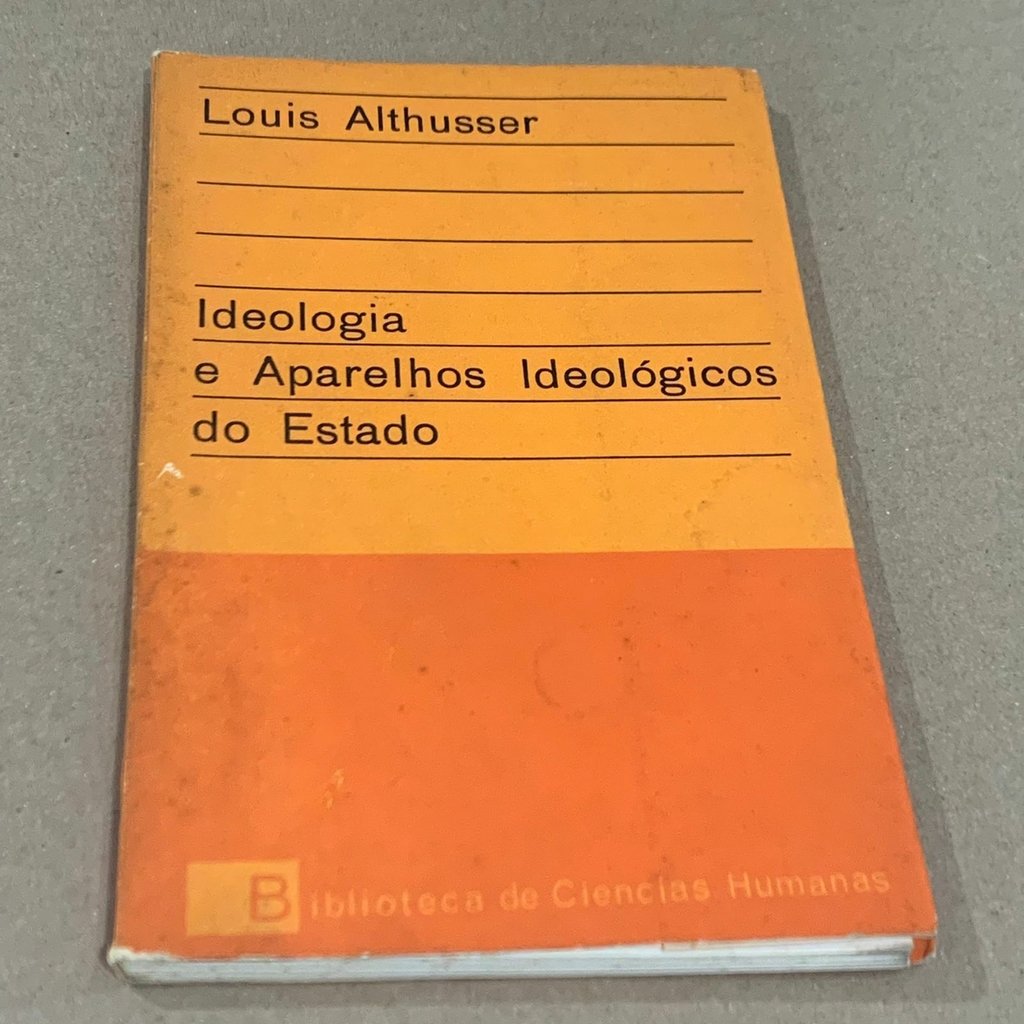 Louis Althusser
Ideologia
e Aparelhos Ideológicos
do Estado
Biblioteca de Ciencias Humanas